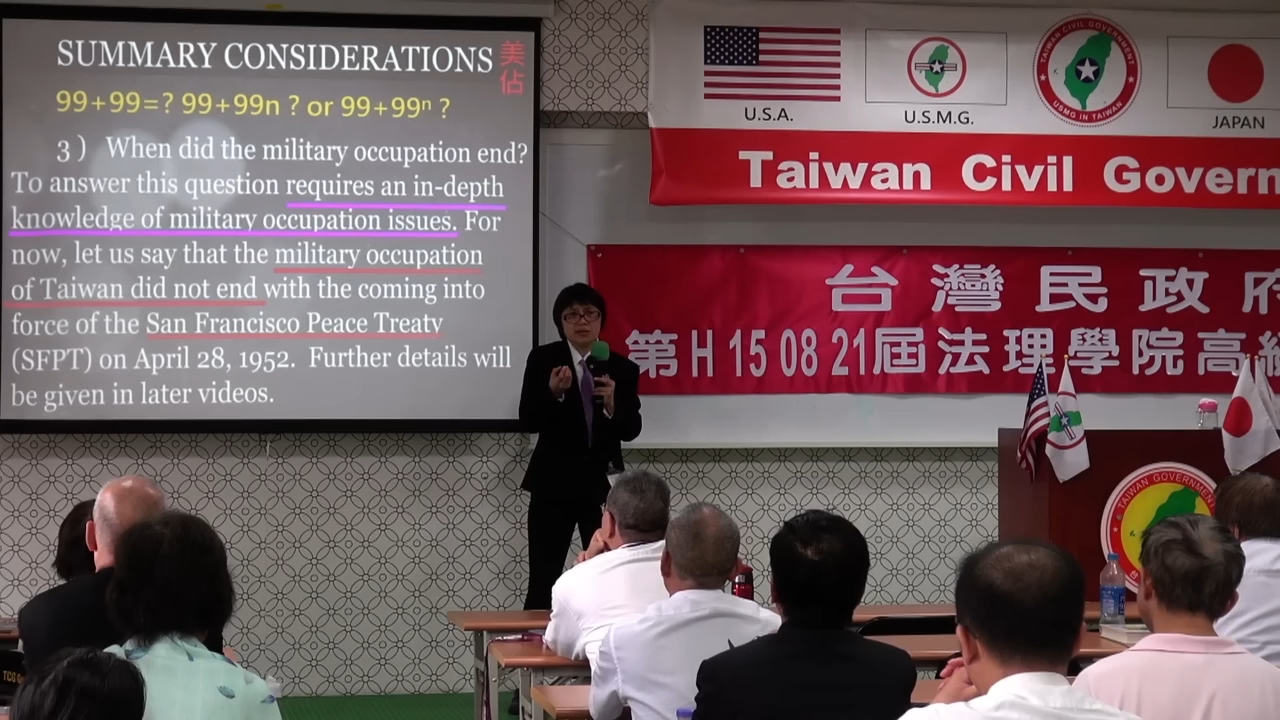 SUMMARY CONSIDERATIONS
美
佔
99+99=? 99+99n ? or 99+99ⁿ ?
3 ) When did the military occupation end?
To answer this question requires an in-depth
knowledge of military occupation issues. For
now, let us say that the military occupation
of Taiwan did not end with the coming into
force of the San Francisco Peace Treaty
(SFPT) on April 28, 1952. Further details will
be given in later videos.
U.S.A.
U.S.M.G.
TAIWAN CIVIL GOVERNMENT
USMG IN TAIWAN
JAPAN
Taiwan Civil Govern
台灣民政府
第H 15 08 21屆法理學院高級
TAIWAN GOVERNMENT